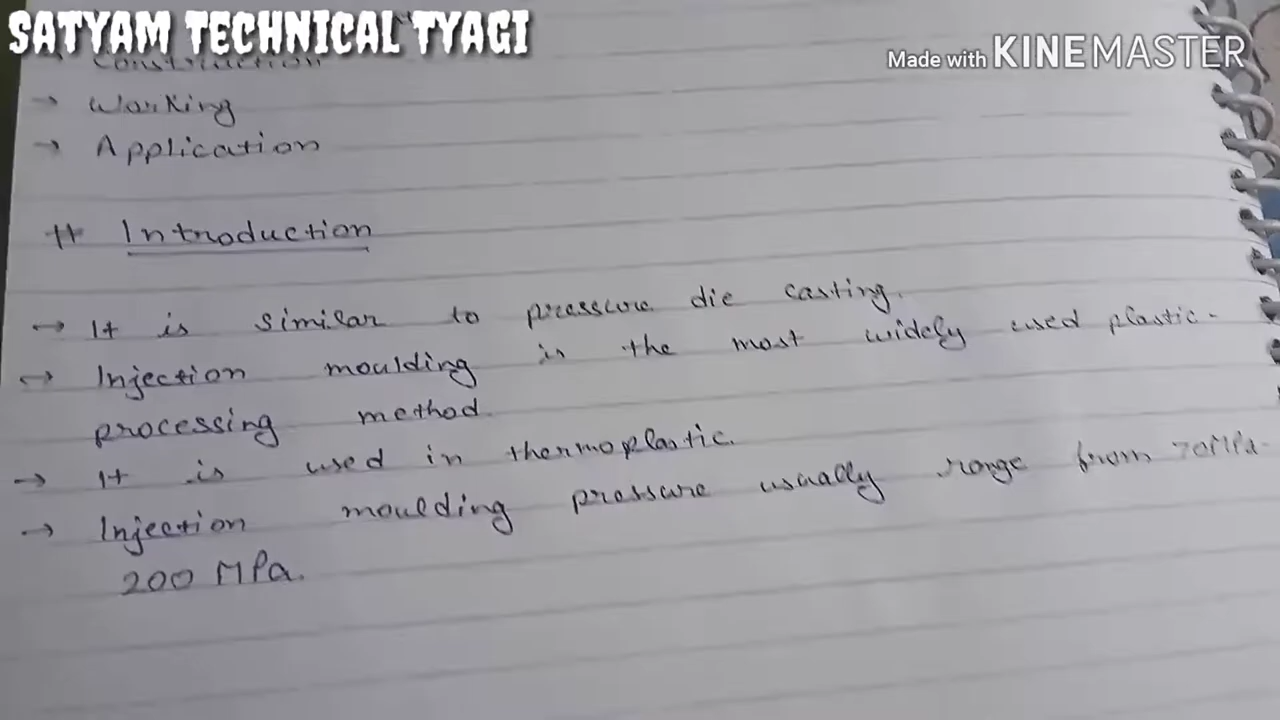 SATYAM TECHNICAL TYAGI
Made with KINEMASTER
→ Construction
→ Working
→ Application
# Introduction
→ It is similar to pressure die casting.
→ Injection moulding is the most widely used plastic-
processing method
→ It is used in thermoplastic.
→ Injection moulding pressure usually range from 70MPa-
200 MPa.